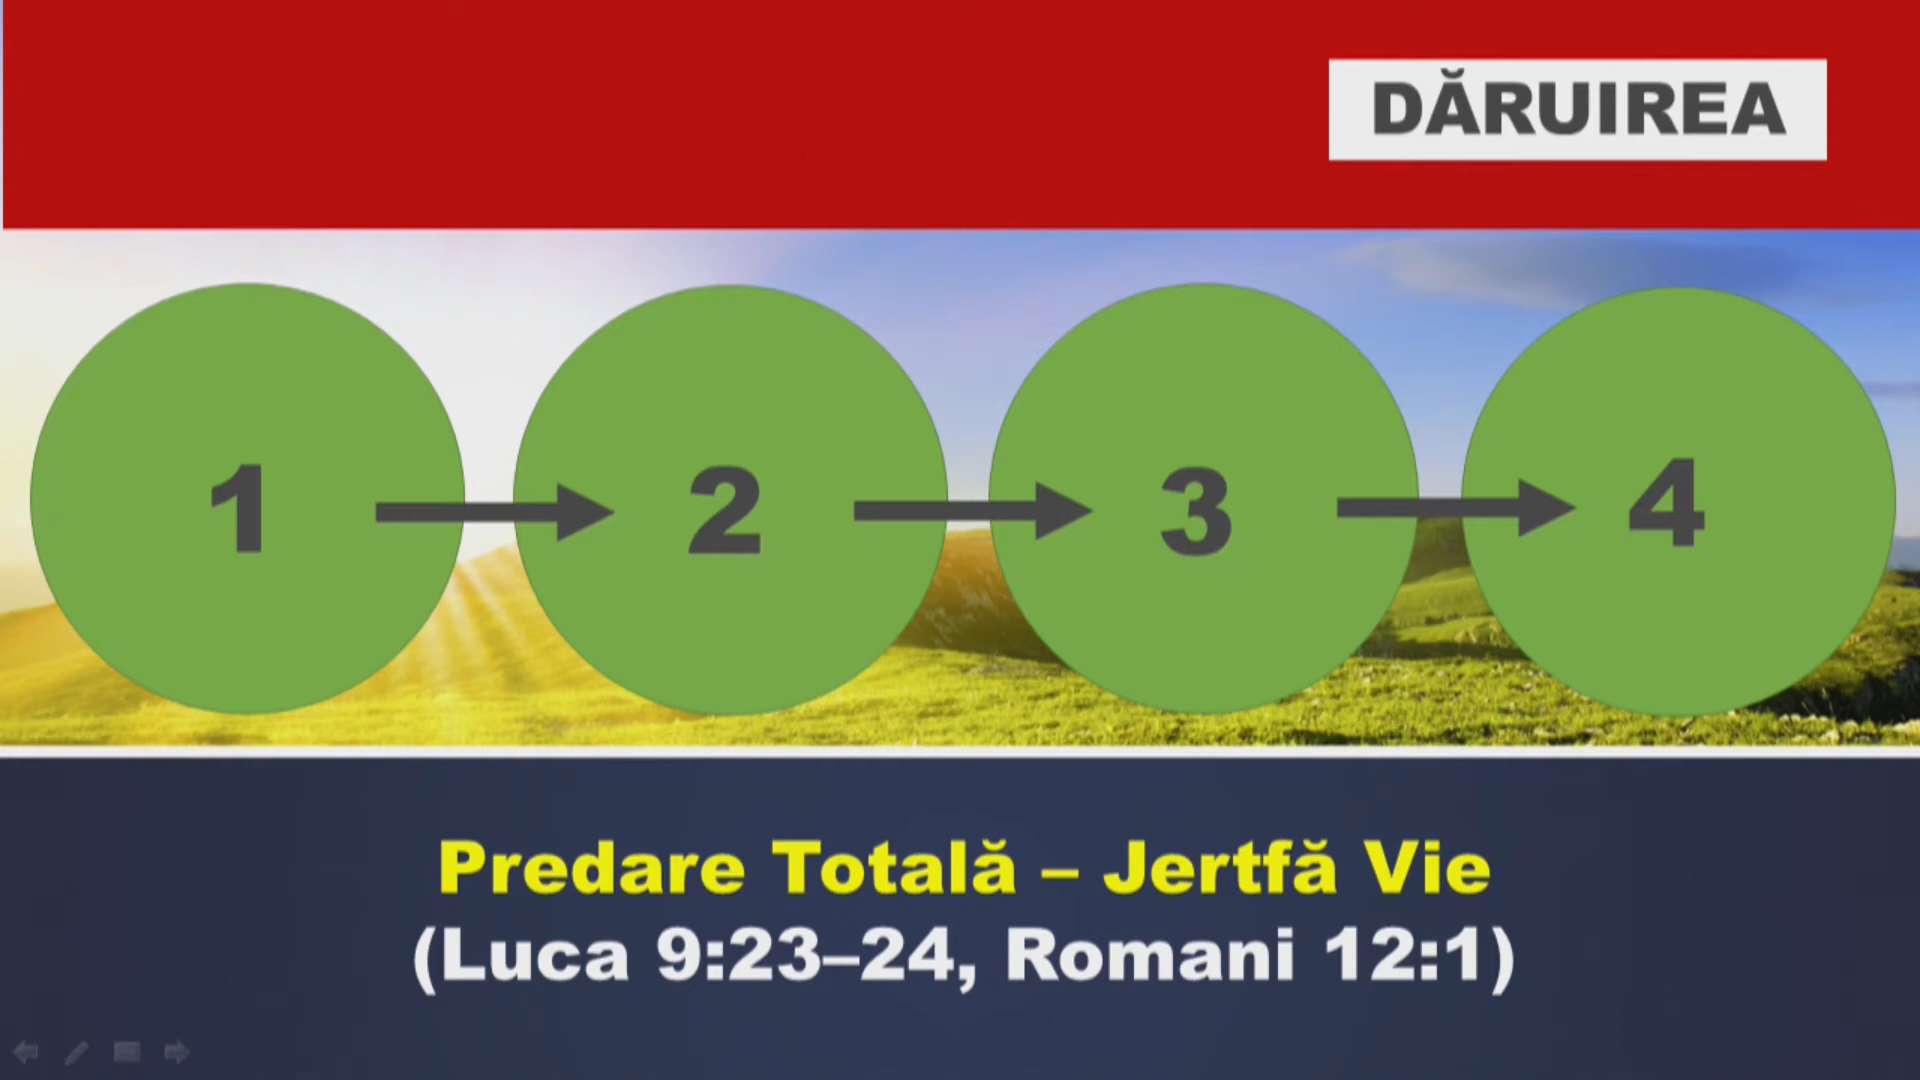 DĂRUIREA
1
2
3
4
Predare Totală – Jertfă Vie
(Luca 9:23–24, Romani 12:1)